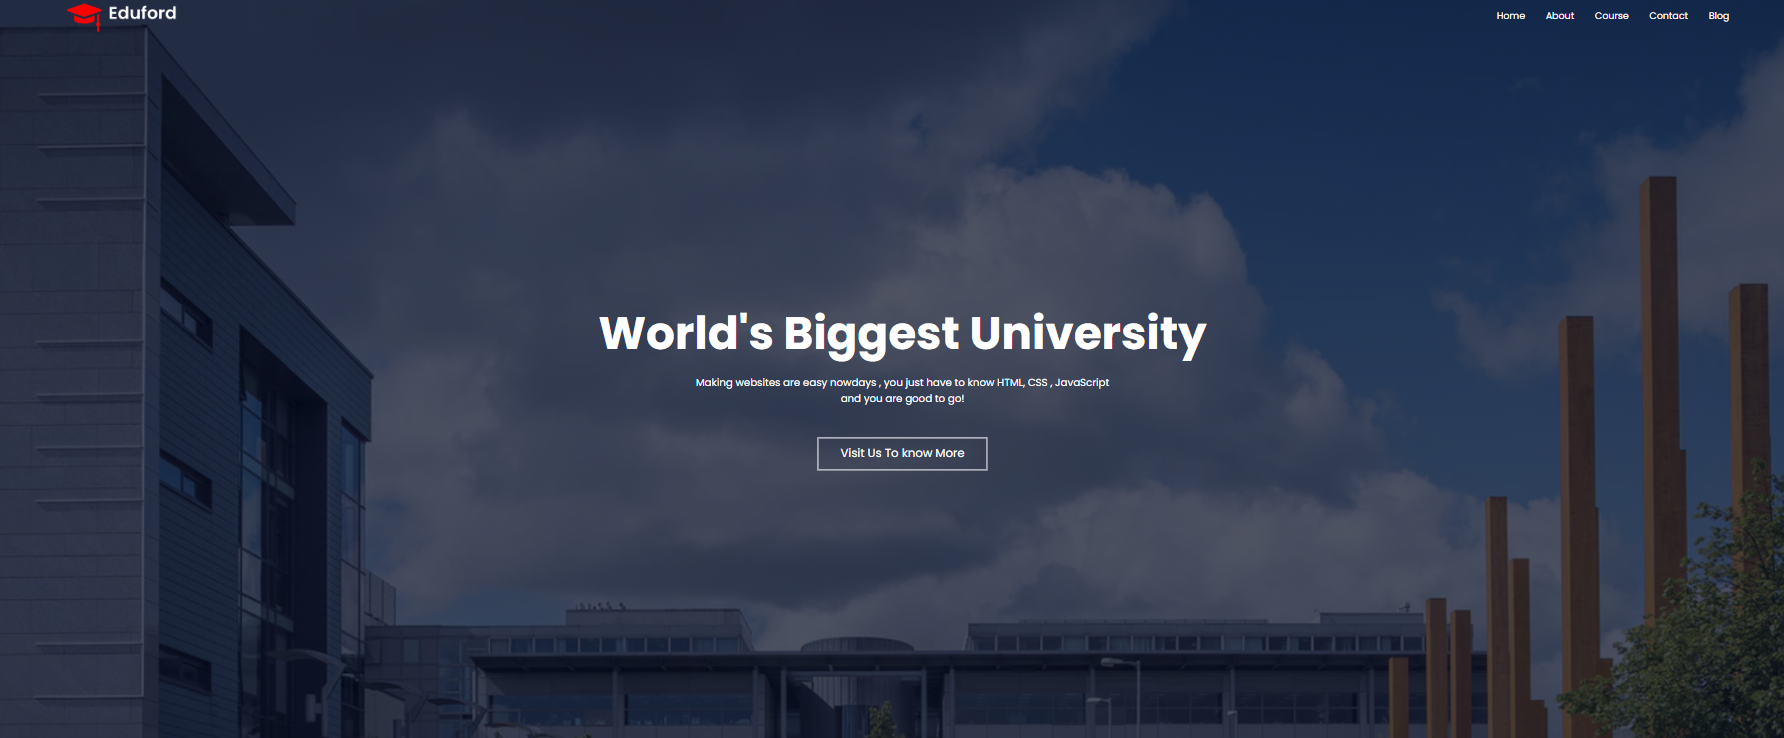 Eduford
Home About Course Contact Blog
World's Biggest University
Making websites are easy nowdays , you just have to know HTML, CSS , JavaScript
and you are good to go!
Visit Us To know More